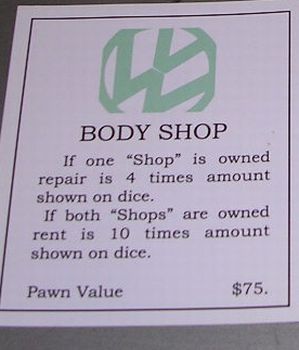 BODY SHOP
If one “Shop” is owned
repair is 4 times amount
shown on dice.
If both “Shops” are owned
rent is 10 times amount
shown on dice.
Pawn Value $75.